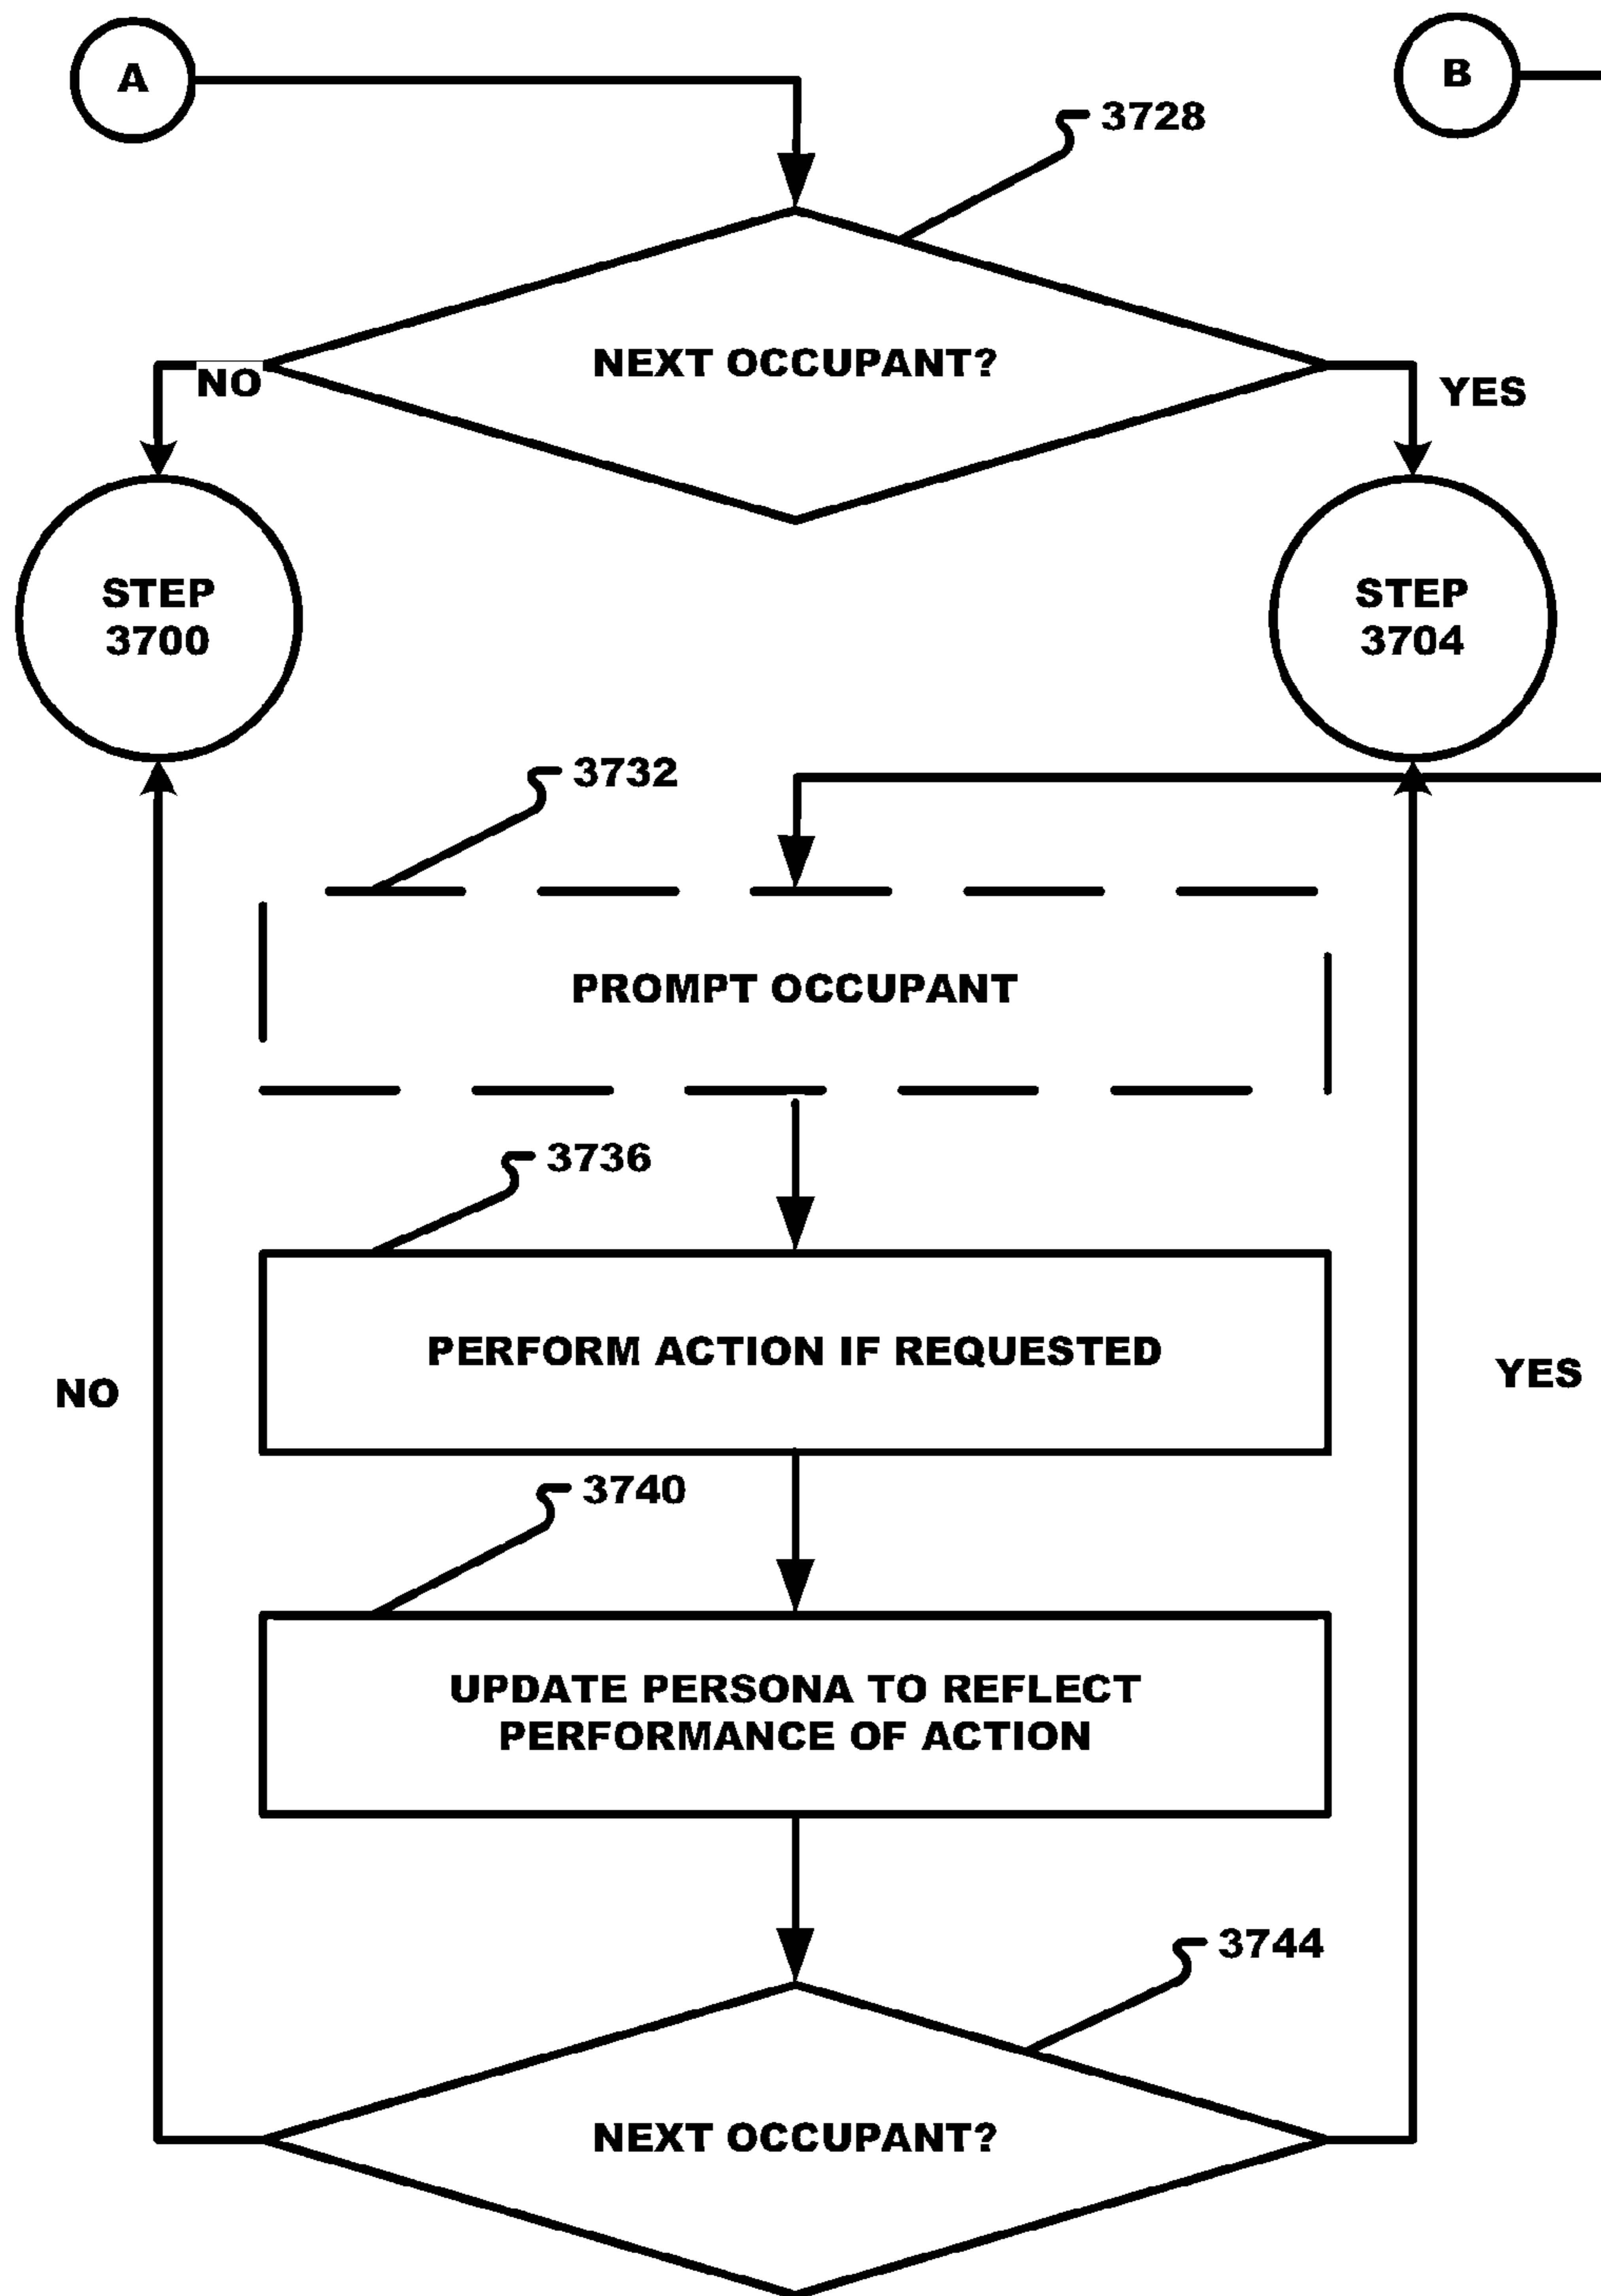 A
B
3728
NEXT OCCUPANT?
NO
YES
STEP
3700
STEP
3704
3732
PROMPT OCCUPANT
3736
PERFORM ACTION IF REQUESTED
NO
YES
3740
UPDATE PERSONA TO REFLECT
PERFORMANCE OF ACTION
3744
NEXT OCCUPANT?